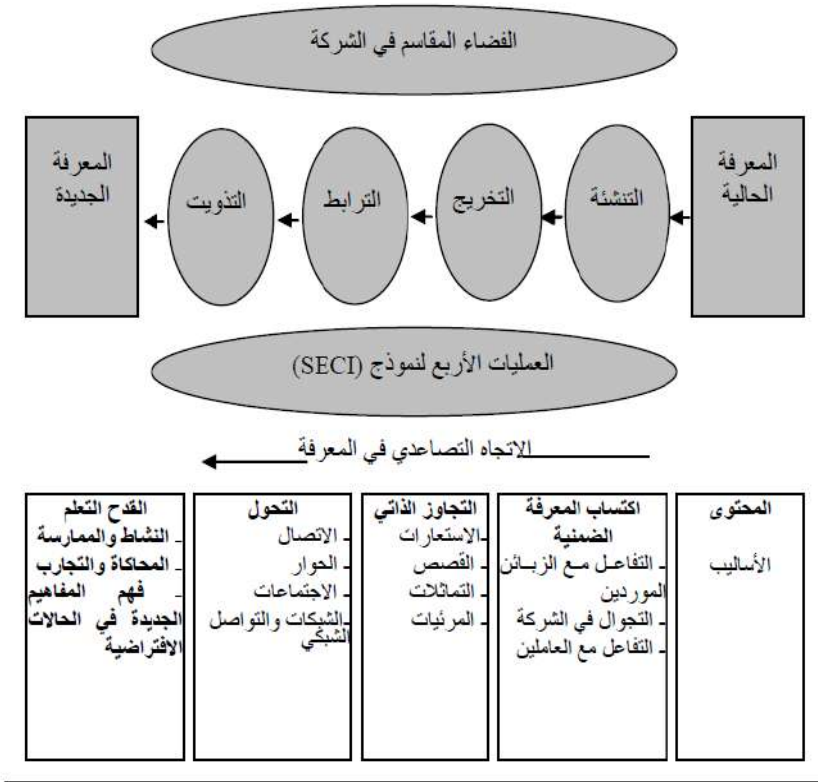 الفضاء المقاسم في الشركة
المعرفة
الحالية
التنشئة
التخريج
الترابط
التذويت
المعرفة
الجديدة
العمليات الأربع لنموذج (SECI)
الاتجاه التصاعدي في المعرفة
المحتوى
الأساليب
اكتساب المعرفة
الضمنية
- التفاعل مع الزبائن
الموردين
- التجوال في الشركة
- التفاعل مع العاملين
التجاوز الذاتي
-الاستعارات
- القصص
- التماثلات
- المرئيات
التحول
- الاتصال
- الحوار
- الاجتماعات
-الشبكات والتواصل
الشبكي
القدح التعلم
- النشاط والممارسة
- المحاكاة والتجارب
- فهم المفاهيم
الجديدة في الحالات
الافتراضية